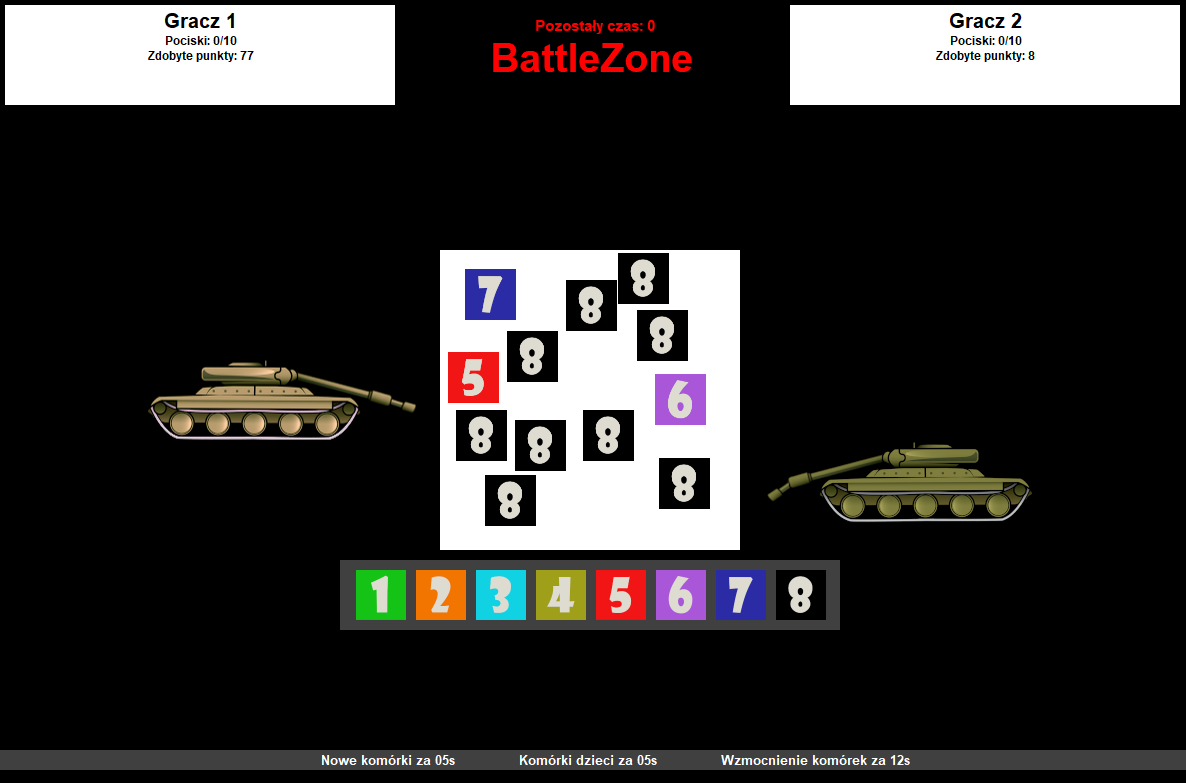 Gracz 1
Pociski: 0/10
Zdobyte punkty: 77
Pozostały czas: 0
BattleZone
Gracz 2
Pociski: 0/10
Zdobyte punkty: 8
8
7
8
8
8
5
6
8
8
8
8
8
1 2 3 4 5 6 7 8
Nowe komórki za 05s Komórki dzieci za 05s Wzmocnienie komórek za 12s